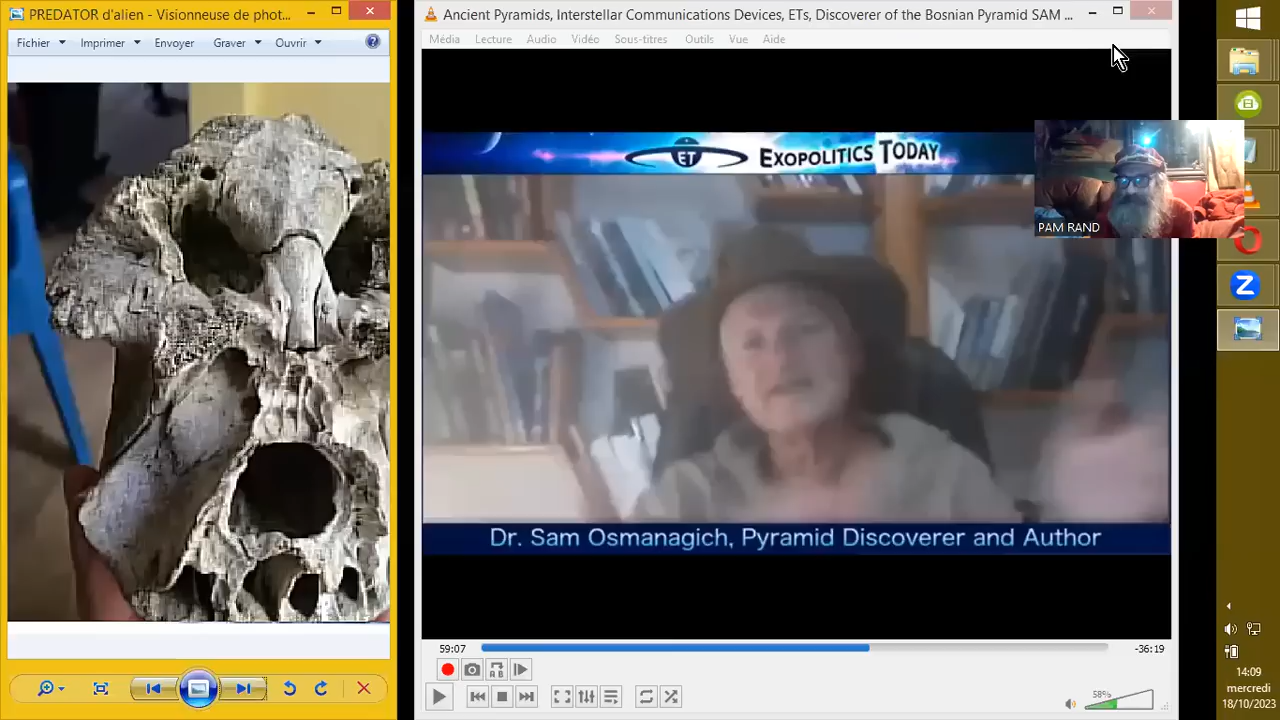 PREDATOR d'alien - Visionneuse de phot...
Fichier Imprimer Envoyer Graver Ouvrir
Ancient Pyramids, Interstellar Communications Devices, ETs, Discoverer of the Bosnian Pyramid SAM ...
Média Lecture Audio Vidéo Sous-titres Outils Vue Aide
ET EXOPOLITICS TODAY
PAM RAND
Dr. Sam Osmanagich, Pyramid Discoverer and Author
59:07 -36:19
58%
14:09
mercredi
18/10/2023